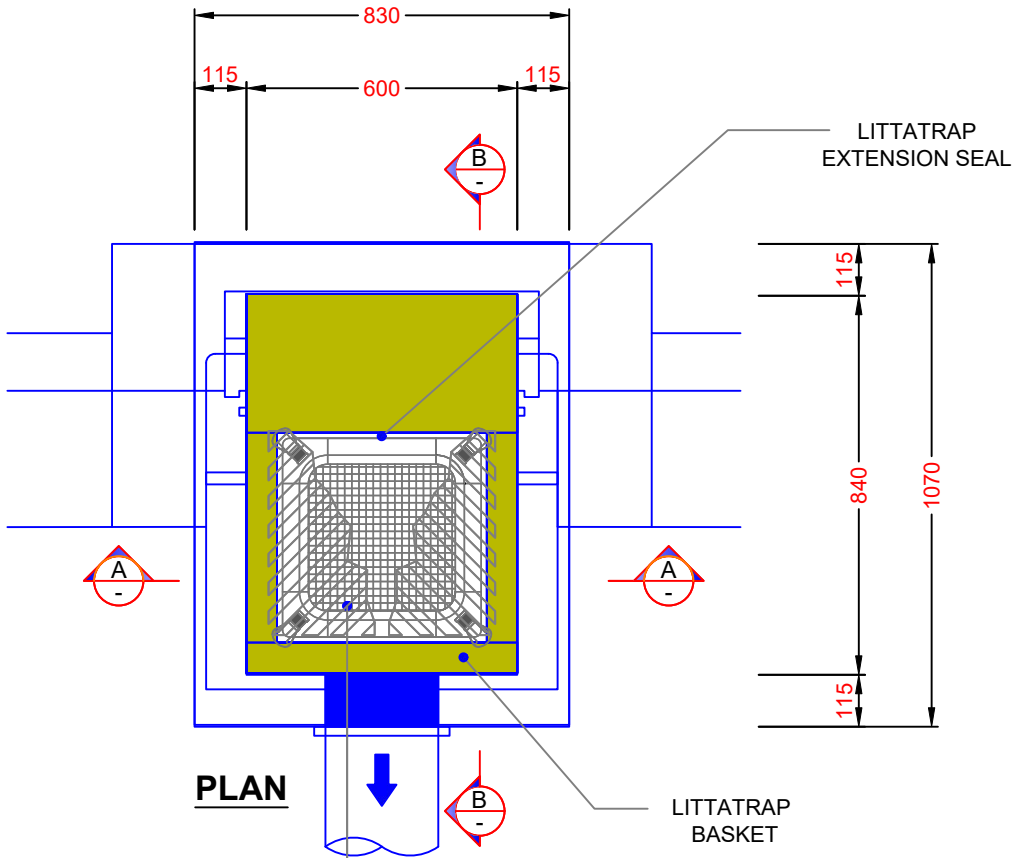 830
115
600
115
B
-
LITTATRAP
EXTENSION SEAL
115
840
1070
A
-
A
-
115
PLAN
B
-
LITTATRAP
BASKET